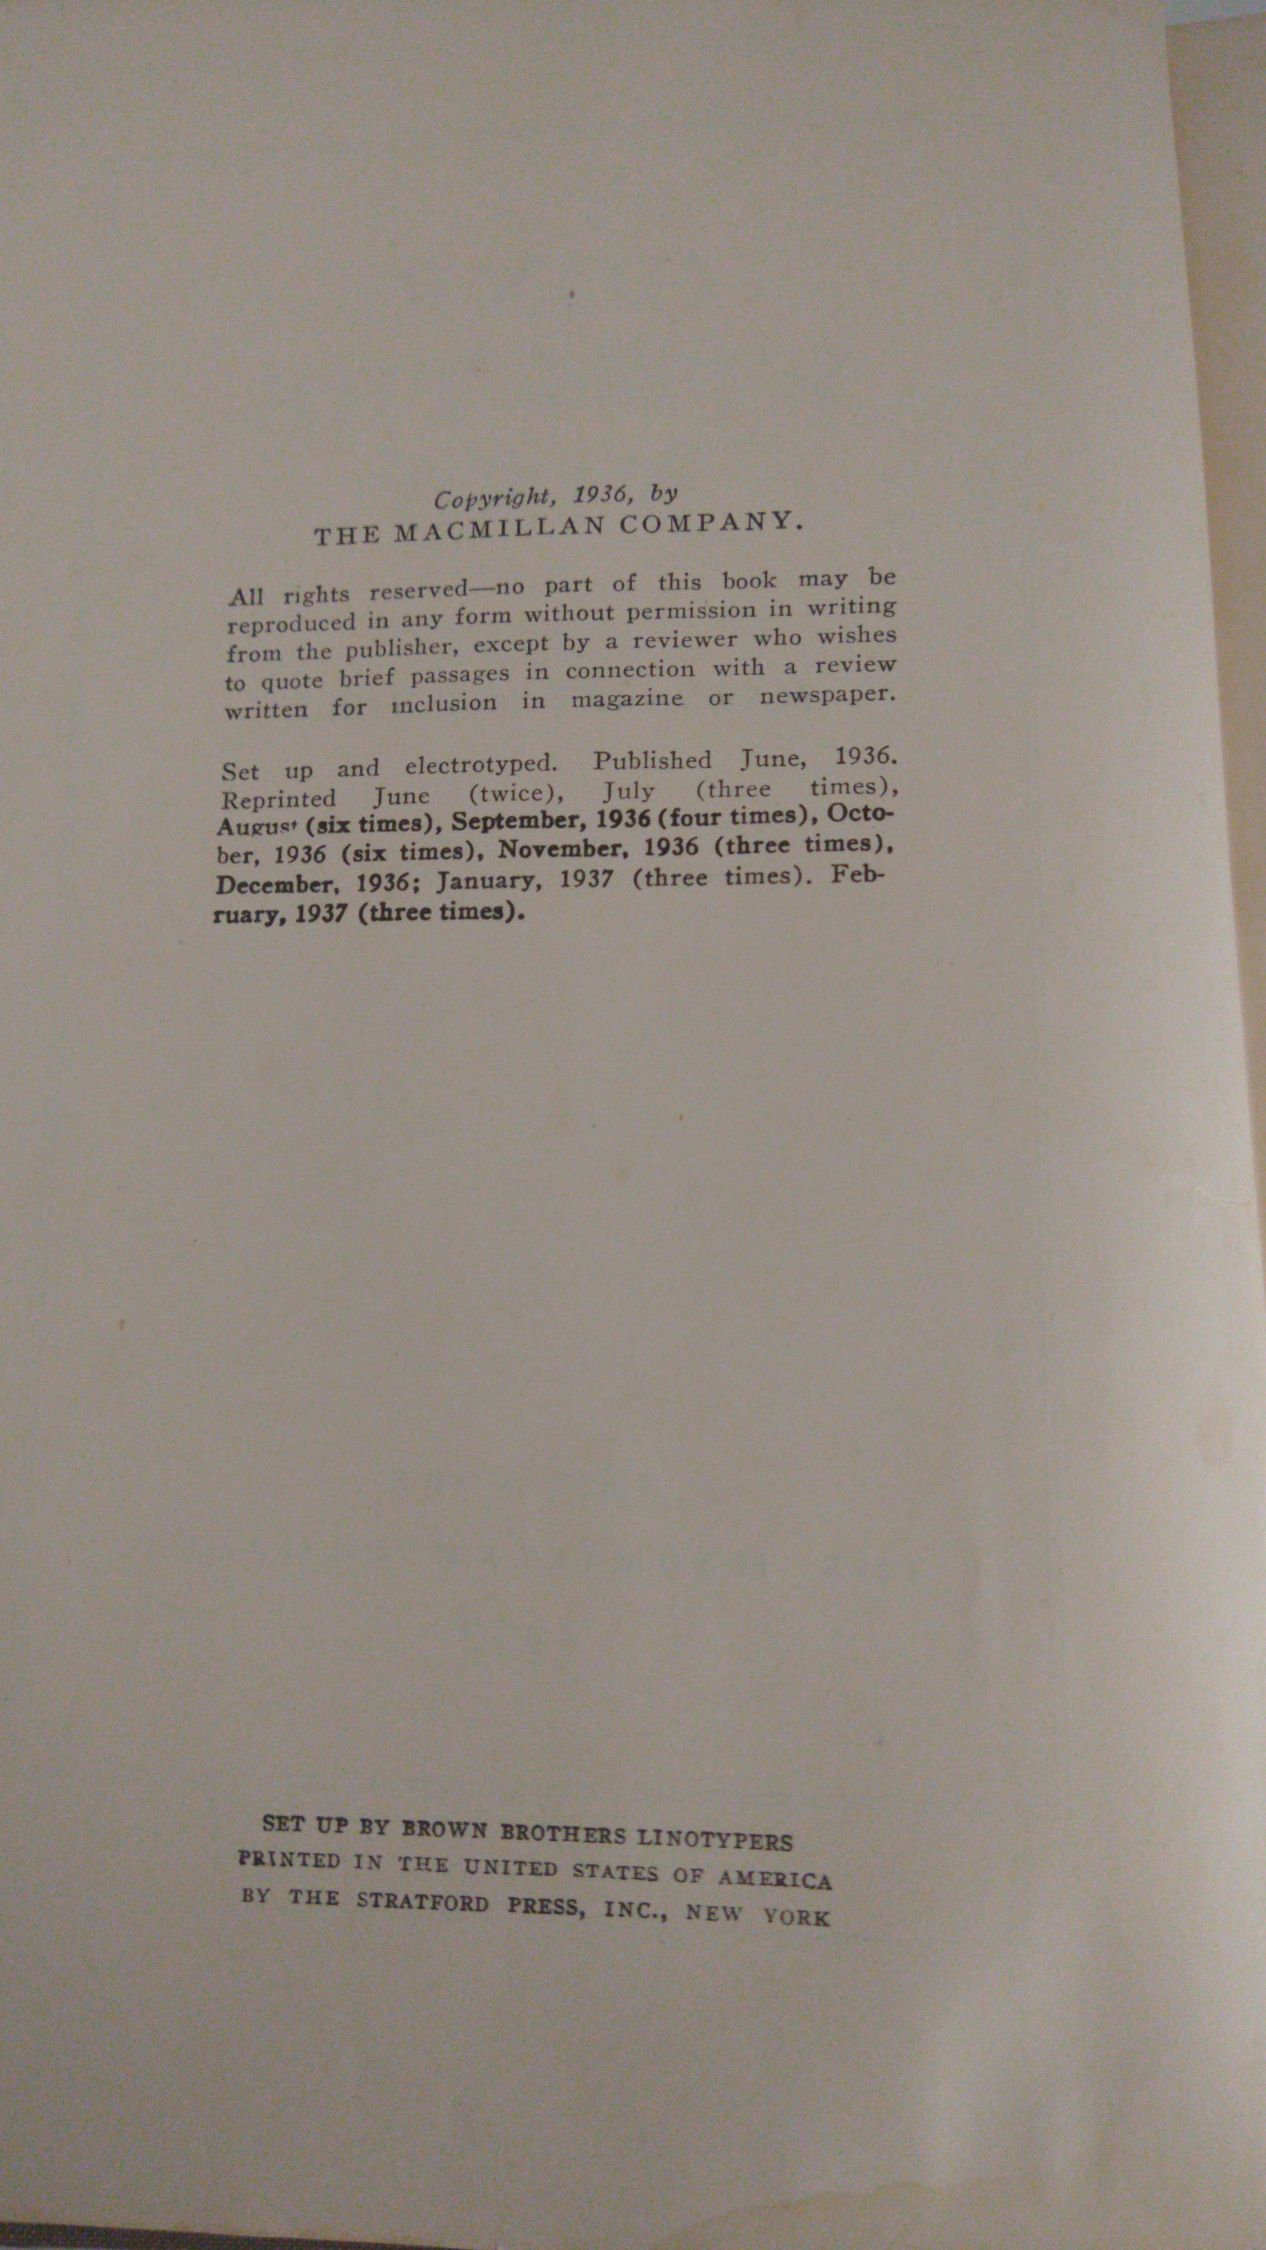 Copyright, 1936, by
THE MACMILLAN COMPANY.
All rights reserved—no part of this book may be
reproduced in any form without permission in writing
from the publisher, except by a reviewer who wishes
to quote brief passages in connection with a review
written for inclusion in magazine or newspaper.
Set up and electrotyped. Published June, 1936.
Reprinted June (twice), July (three times),
August (six times), September, 1936 (four times), Octo-
ber, 1936 (six times), November, 1936 (three times),
December, 1936; January, 1937 (three times). Feb-
ruary, 1937 (three times).
SET UP BY BROWN BROTHERS LINOTYPERS
PRINTED IN THE UNITED STATES OF AMERICA
BY THE STRATFORD PRESS, INC., NEW YORK